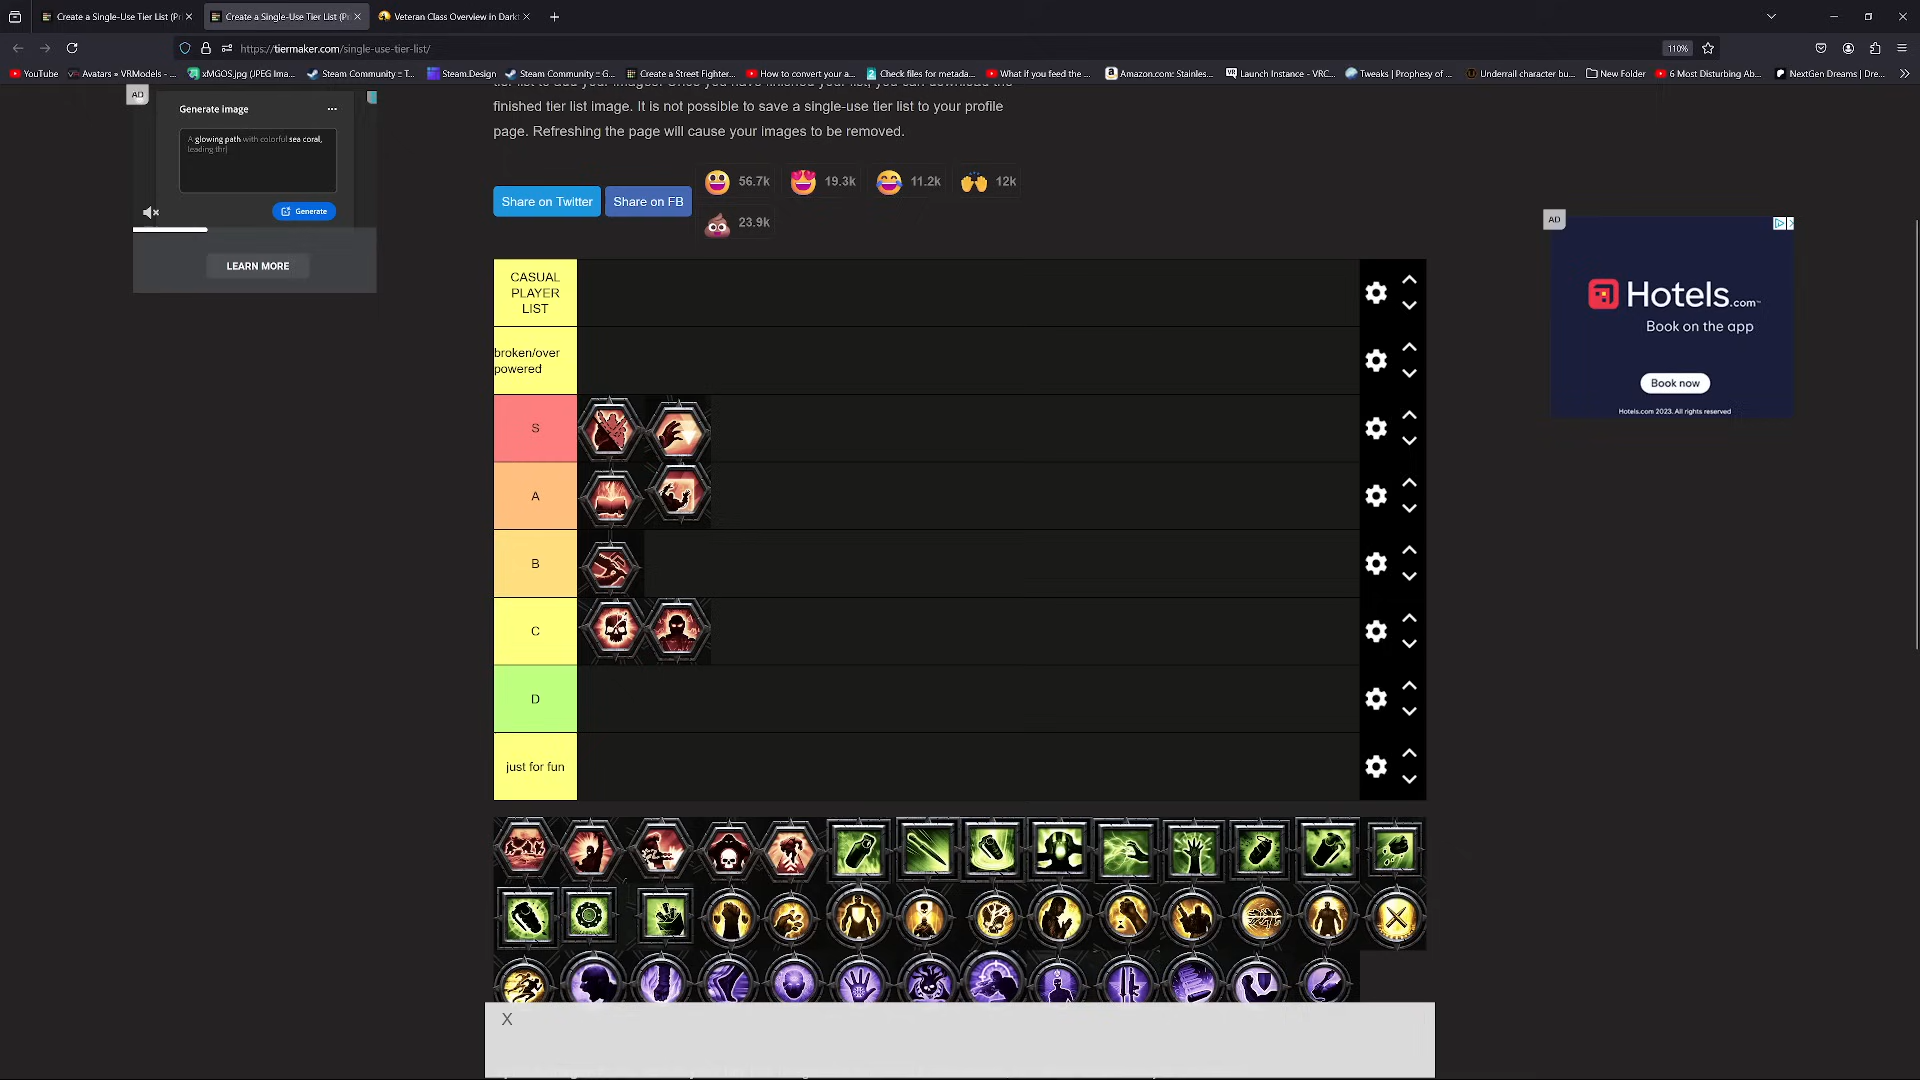 Create a Single-Use Tier List (Pr
Create a Single-Use Tier List (Pr
Veteran Class Overview in Dark
https://tiermaker.com/single-use-tier-list/
110%
YouTube
Avatars » VRModels - ...
xMGOS.jpg (JPEG Ima...
Steam Community :: T...
Steam.Design
Steam Community :: G...
Create a Street Fighter...
How to convert your a...
Check files for metada...
What if you feed the ...
Amazon.com: Stainles...
Launch Instance - VRC...
Tweaks | Prophesy of ...
Underrail character bu...
New Folder
6 Most Disturbing Ab...
NextGen Dreams | Dre...
AD
Generate image
A glowing path with colorful sea coral,
leading thr
Generate
LEARN MORE
finished tier list image. It is not possible to save a single-use tier list to your profile
page. Refreshing the page will cause your images to be removed.
Share on Twitter
Share on FB
56.7k
19.3k
11.2k
12k
23.9k
CASUAL
PLAYER
LIST
broken/over
powered
S
A
B
C
D
just for fun
AD
Hotels.com
Book on the app
Book now
Hotels.com 2023. All rights reserved
X